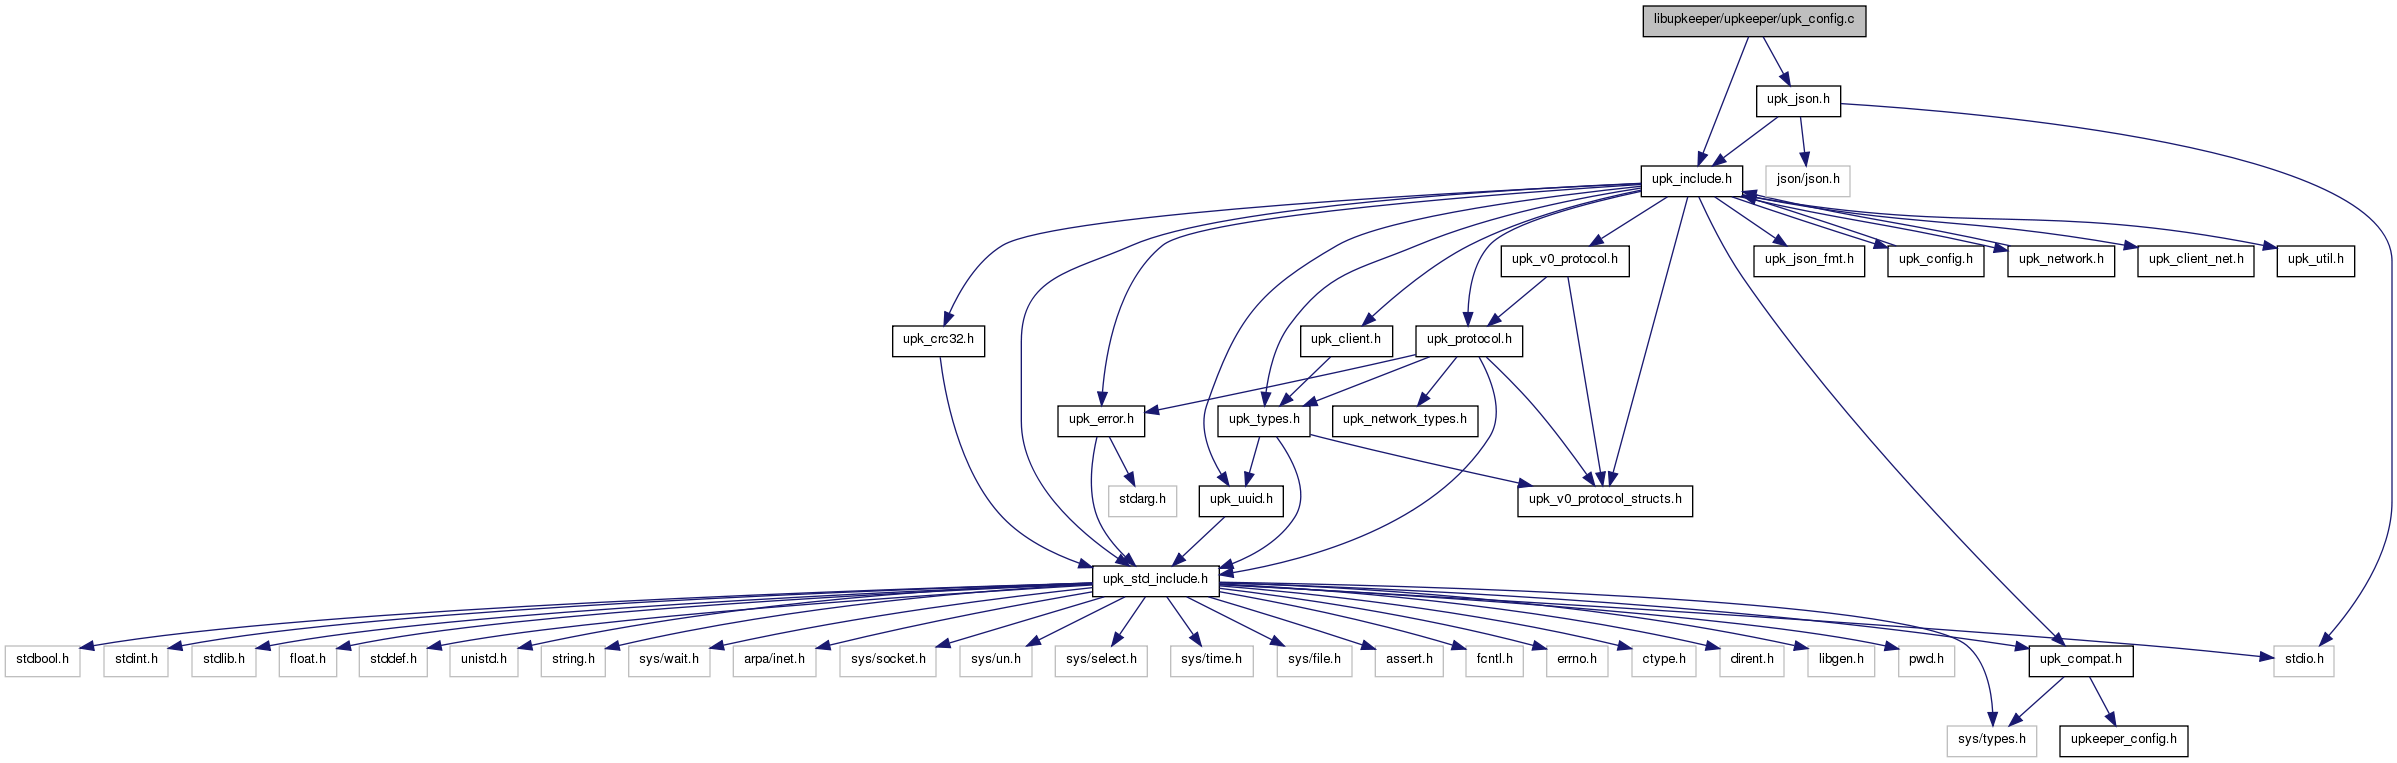 libupkeeper/upkeeper/upk_config.c
upk_json.h
upk_include.h
json/json.h
upk_v0_protocol.h
upk_json_fmt.h
upk_config.h
upk_network.h
upk_client_net.h
upk_util.h
upk_crc32.h
upk_client.h
upk_protocol.h
upk_error.h
upk_types.h
upk_network_types.h
stdarg.h
upk_uuid.h
upk_v0_protocol_structs.h
upk_std_include.h
stdbool.h
stdint.h
stdlib.h
float.h
stddef.h
unistd.h
string.h
sys/wait.h
arpa/inet.h
sys/socket.h
sys/un.h
sys/select.h
sys/time.h
sys/file.h
assert.h
fcntl.h
errno.h
ctype.h
dirent.h
libgen.h
pwd.h
upk_compat.h
stdio.h
sys/types.h
upkeeper_config.h